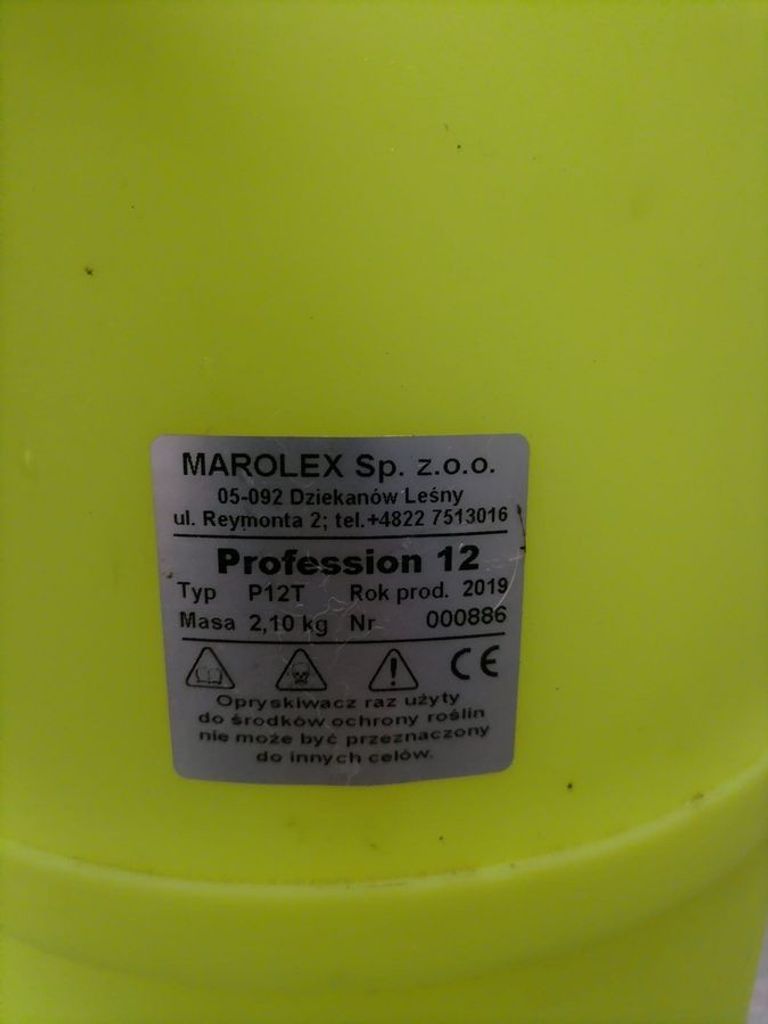 MAROLEX Sp. z.o.o.
05-092 Dziekanów Leśny
ul. Reymonta 2; tel.+4822 7513016
Profession 12
Typ P12T Rok prod. 2019
Masa 2,10 kg Nr 000886
CE
Opryskiwacz raz użyty
do środków ochrony roślin
nie może być przeznaczony
do innych celów.